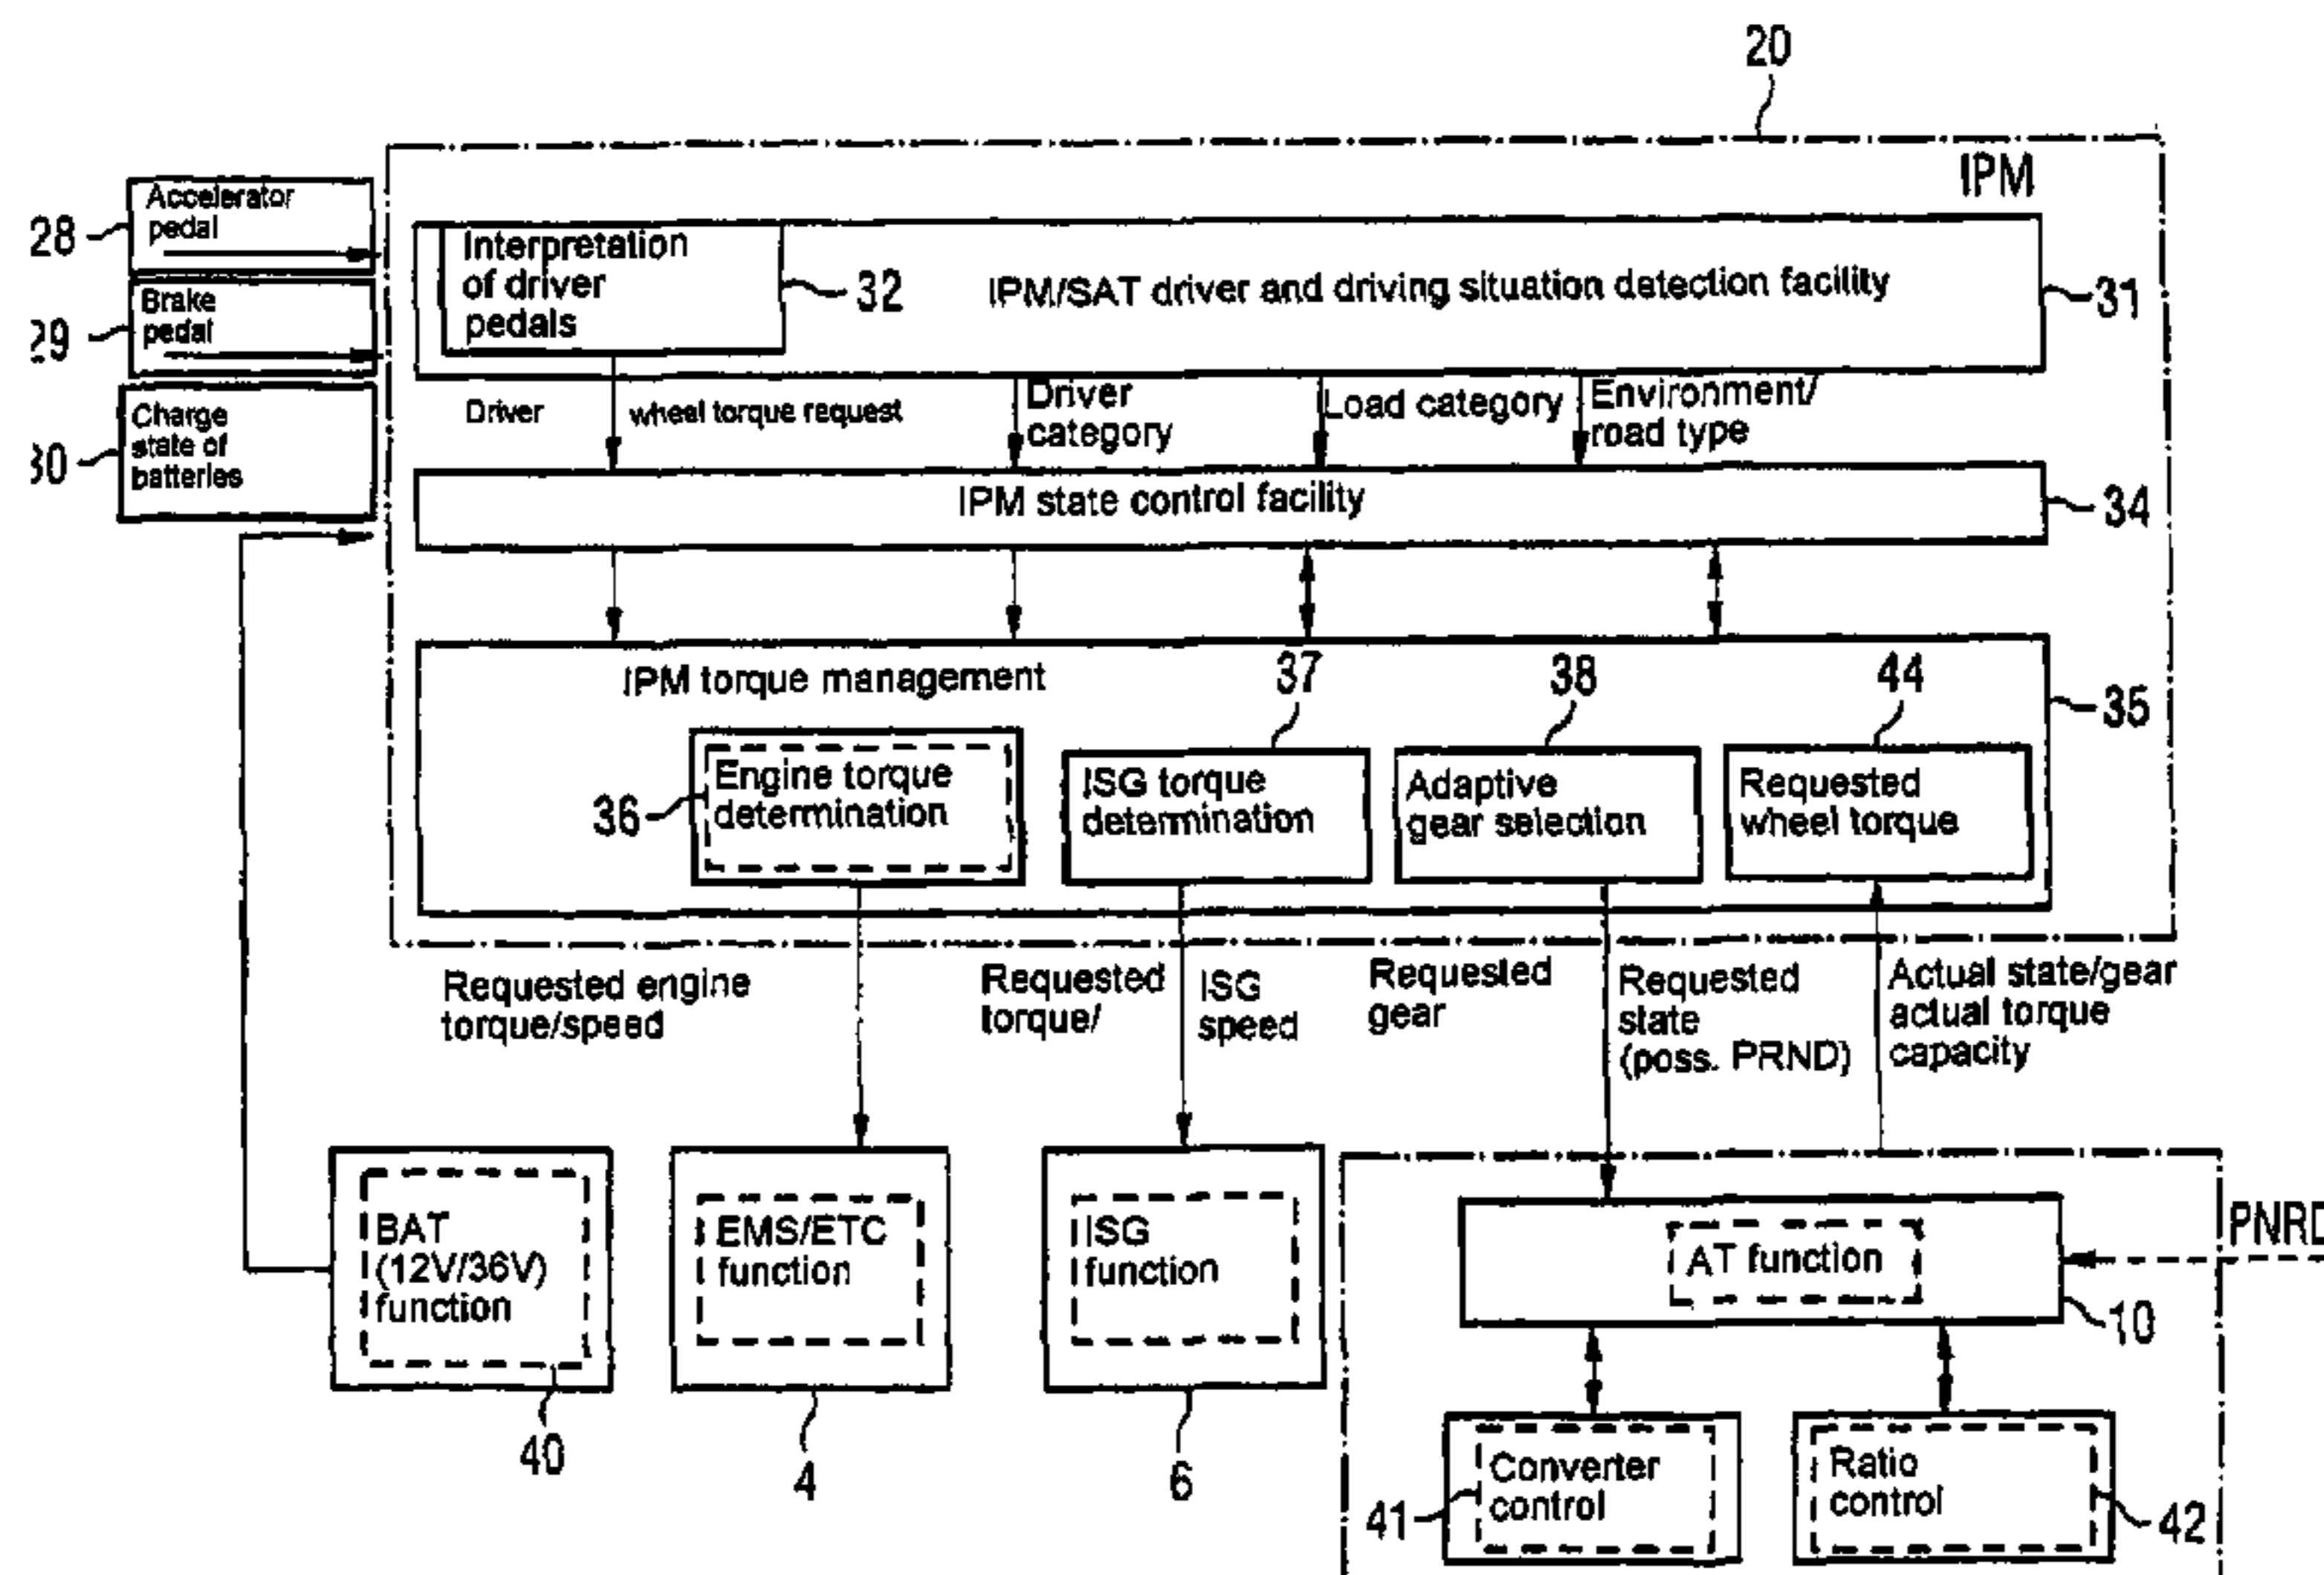 20
IPM
28
Accelerator
pedal
29
Brake
pedal
30
Charge
state of
batteries
Interpretation
of driver
pedals
32
IPM/SAT driver and driving situation detection facility
31
Driver
wheel torque request
Driver
category
Load category
Environment/
road type
IPM state control facility
34
IPM torque management
37
38
44
35
36
Engine torque
determination
ISG torque
determination
Adaptive
gear selection
Requested
wheel torque
Requested engine
torque/speed
Requested
torque/
ISG
speed
Requested
gear
Requested
state
(poss. PRND)
Actual state/gear
actual torque
capacity
BAT
(12V/36V)
function
EMS/ETC
function
ISG
function
AT function
PNRD
10
40
4
6
41
Converter
control
Ratio
control
42